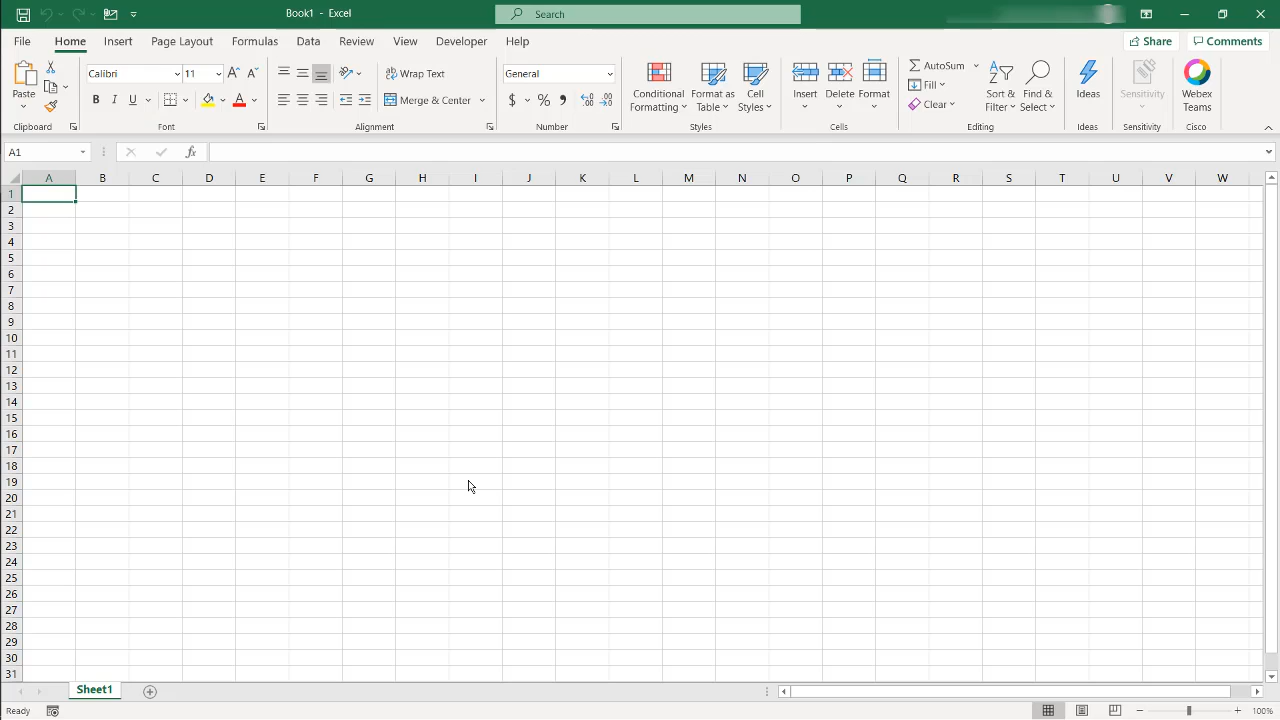 Book1 - Excel
Search
File Home Insert Page Layout Formulas Data Review View Developer Help Share Comments
Calibri 11 Wrap Text General AutoSum
Paste Conditional Format as Cell Insert Delete Format Fill Sort & Find & Ideas Sensitivity Webex
B I U Merge & Center $ % Formatting Table Styles Clear Filter Select Teams
Clipboard Font Alignment Number Styles Cells Editing Ideas Sensitivity Cisco
A1 fx
A B C D E F G H I J K L M N O P Q R S T U V W
1
2
3
4
5
6
7
8
9
10
11
12
13
14
15
16
17
18
19
20
21
22
23
24
25
26
27
28
29
30
31
Sheet1
Ready 100%